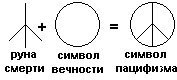 + =
руна символ символ
смерти вечности пацифизма